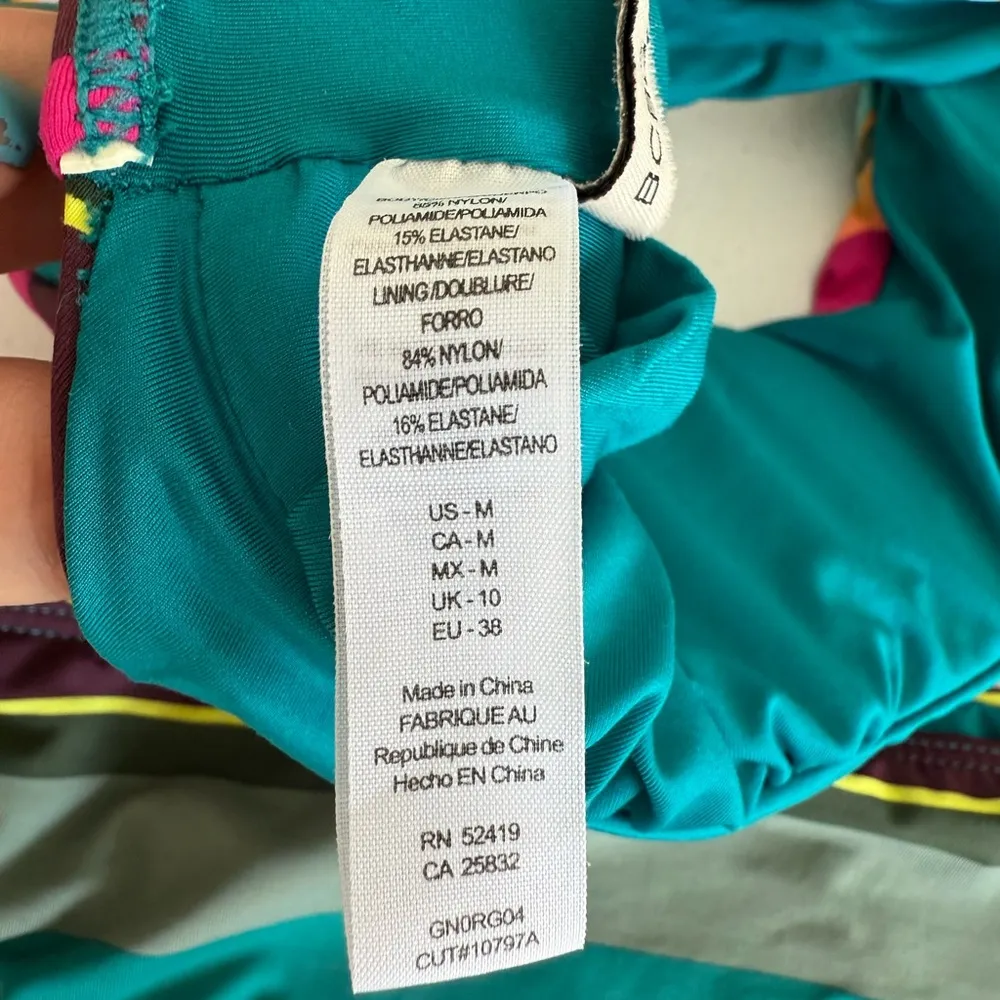 85% NYLON/
POLIAMIDE/POLIAMIDA
15% ELASTANE/
ELASTHANNE/ELASTANO
LINING/DOUBLURE/
FORRO
84% NYLON/
POLIAMIDE/POLIAMIDA
16% ELASTANE/
ELASTHANNE/ELASTANO
US - M
CA - M
MX - M
UK - 10
EU - 38
Made in China
FABRIQUE AU
Republique de Chine
Hecho EN China
RN 52419
CA 25832
GN0RG04
CUT#10797A